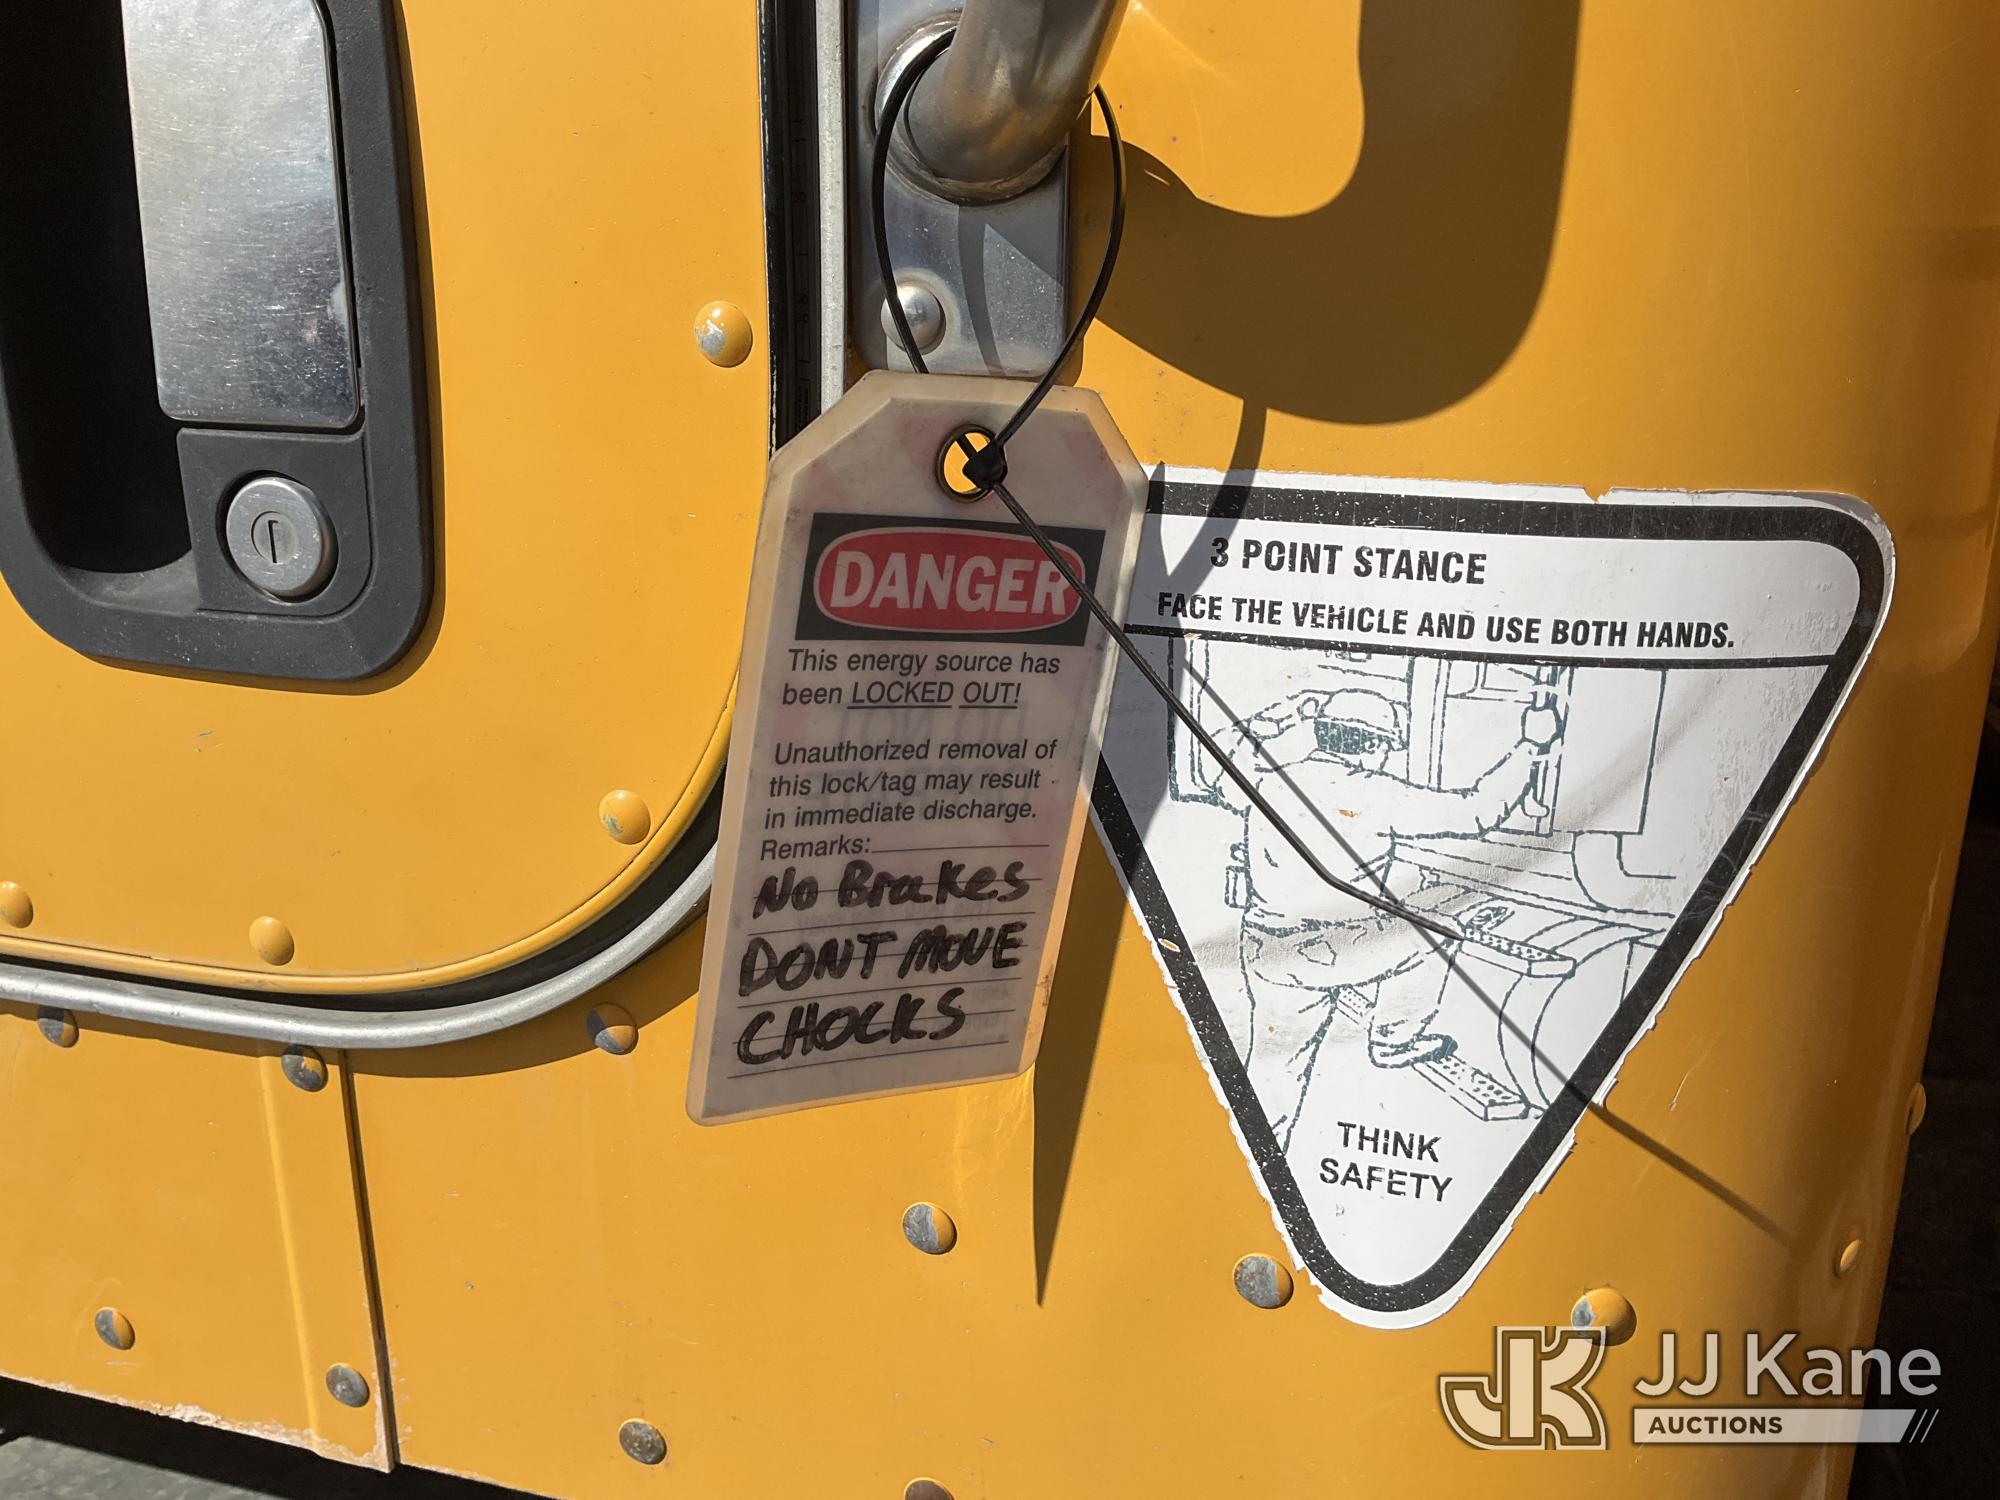 DANGER
This energy source has
been LOCKED OUT!
Unauthorized removal of
this lock/tag may result
in immediate discharge.
Remarks:
No Brakes
DONT MOVE
CHOCKS
3 POINT STANCE
FACE THE VEHICLE AND USE BOTH HANDS.
THINK
SAFETY
JK
JJ Kane
AUCTIONS